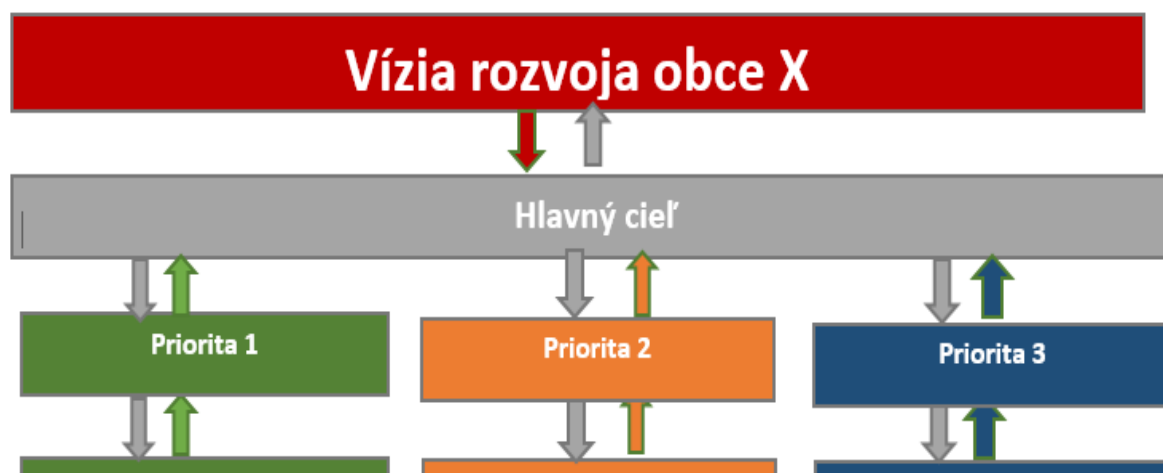 Vízia rozvoja obce X
Hlavný cieľ
Priorita 1
Priorita 2
Priorita 3